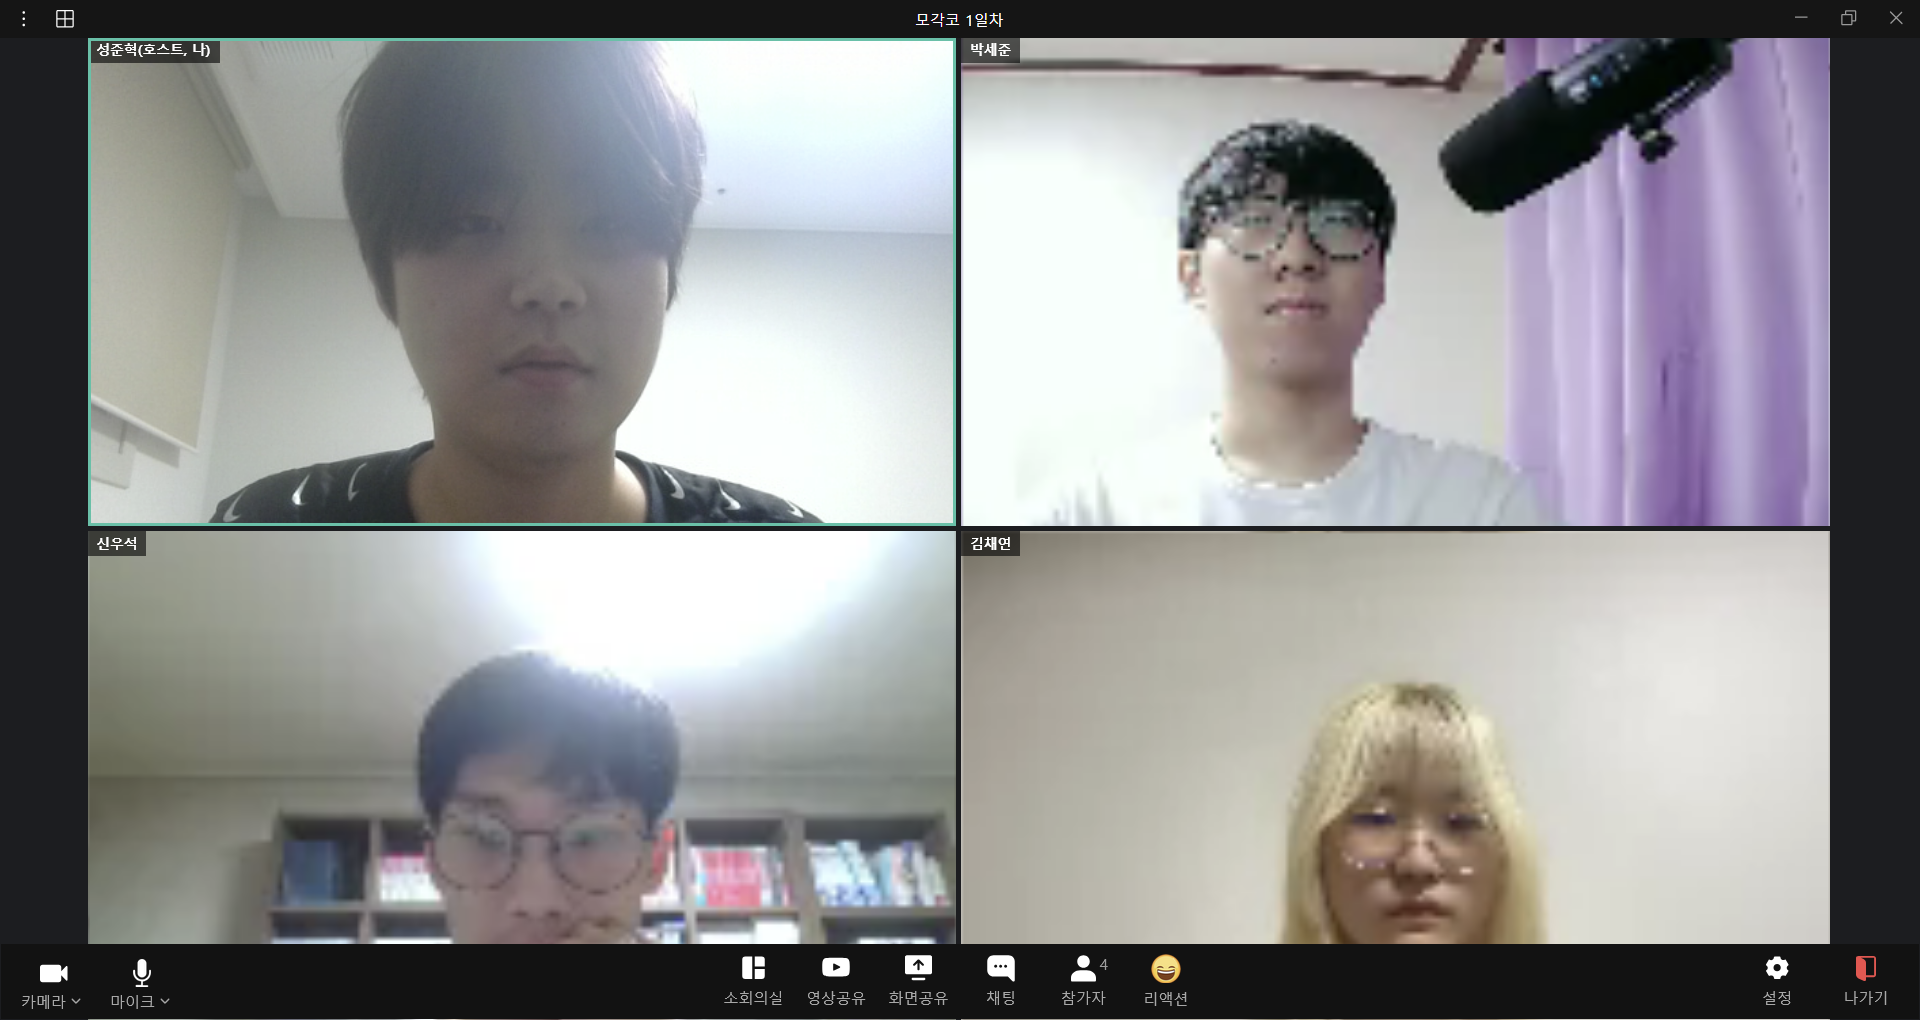 모각코 1일차
성준혁(호스트, 나)
박세준
신우석
김채연
카메라
마이크
소회의실
영상공유
화면공유
채팅
참가자 4
리액션
설정
나가기